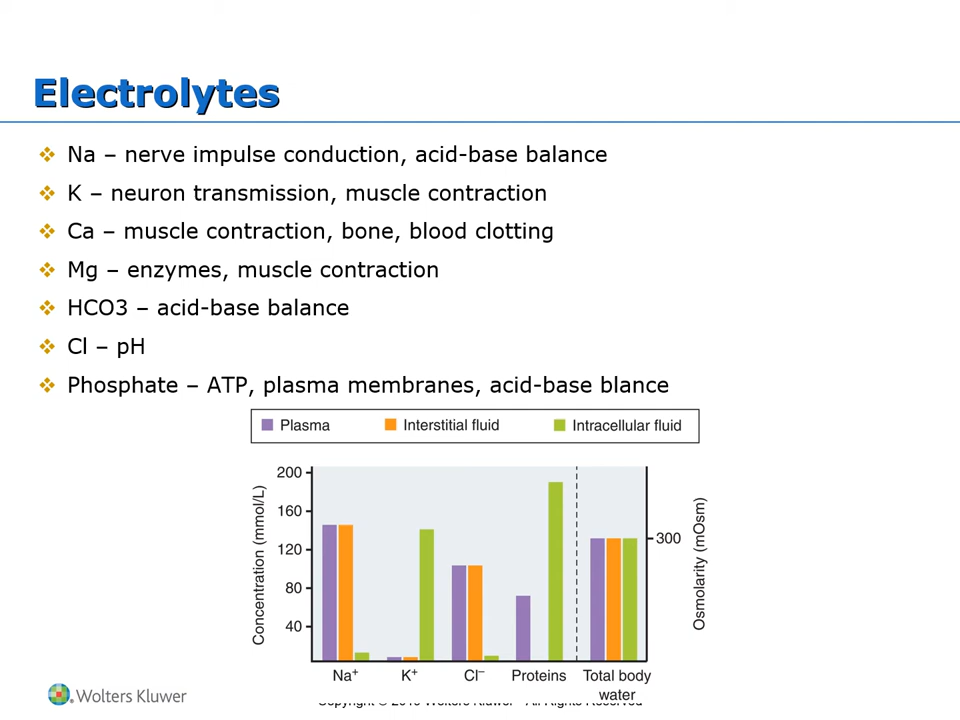 Electrolytes
Na – nerve impulse conduction, acid-base balance
K – neuron transmission, muscle contraction
Ca – muscle contraction, bone, blood clotting
Mg – enzymes, muscle contraction
HCO3 – acid-base balance
Cl – pH
Phosphate – ATP, plasma membranes, acid-base blance
Plasma Interstitial fluid Intracellular fluid
Concentration (mmol/L)
200
160
120
80
40
300
Osmolarity (mOsm)
Na⁺ K⁺ Cl⁻ Proteins Total body
water
Wolters Kluwer
Wolters Kluwer All Rights Reserved